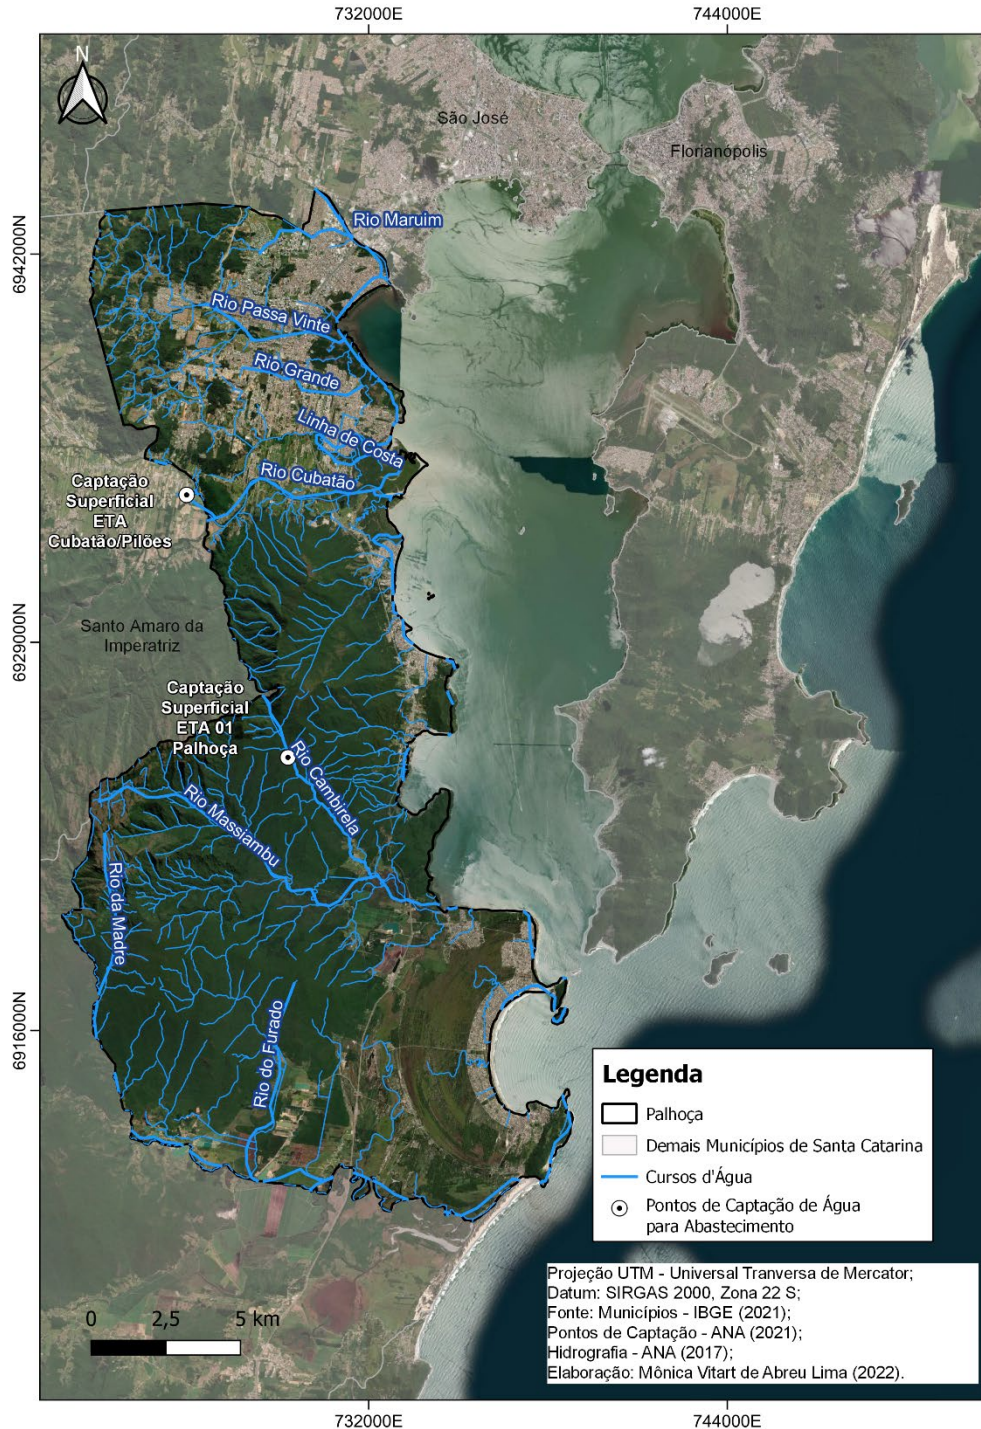 732000E
744000E
N
São José
Florianópolis
Rio Maruim
6942000N
Rio Passa Vinte
Rio Grande
Linha de Costa
Rio Cubatão
Captação
Superficial
ETA
Cubatão/Pilões
Santo Amaro da
Imperatriz
6929000N
Captação
Superficial
ETA 01
Palhoça
Rio Cambirela
Rio Massiambu
Rio da Madre
Rio do Furado
6916000N
Legenda
Palhoça
Demais Municípios de Santa Catarina
Cursos d'Água
Pontos de Captação de Água
para Abastecimento
Projeção UTM - Universal Tranversa de Mercator;
Datum: SIRGAS 2000, Zona 22 S;
Fonte: Municípios - IBGE (2021);
Pontos de Captação - ANA (2021);
Hidrografia - ANA (2017);
Elaboração: Mônica Vitart de Abreu Lima (2022).
0 2,5 5 km
732000E
744000E